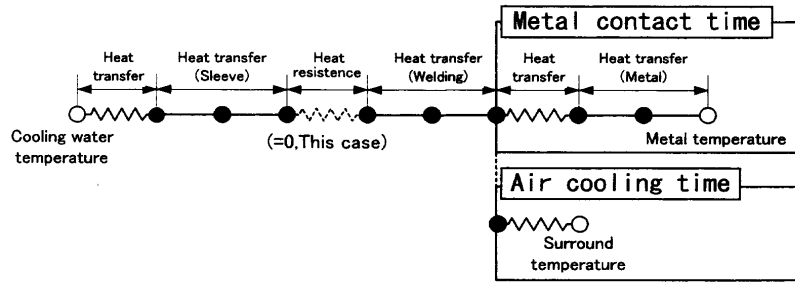 Metal contact time
Heat
transfer
Heat transfer
(Sleeve)
Heat
resistence
Heat transfer
(Welding)
Heat
transfer
Heat transfer
(Metal)
Cooling water
temperature
(=0,This case)
Metal temperature
Air cooling time
Surround
temperature